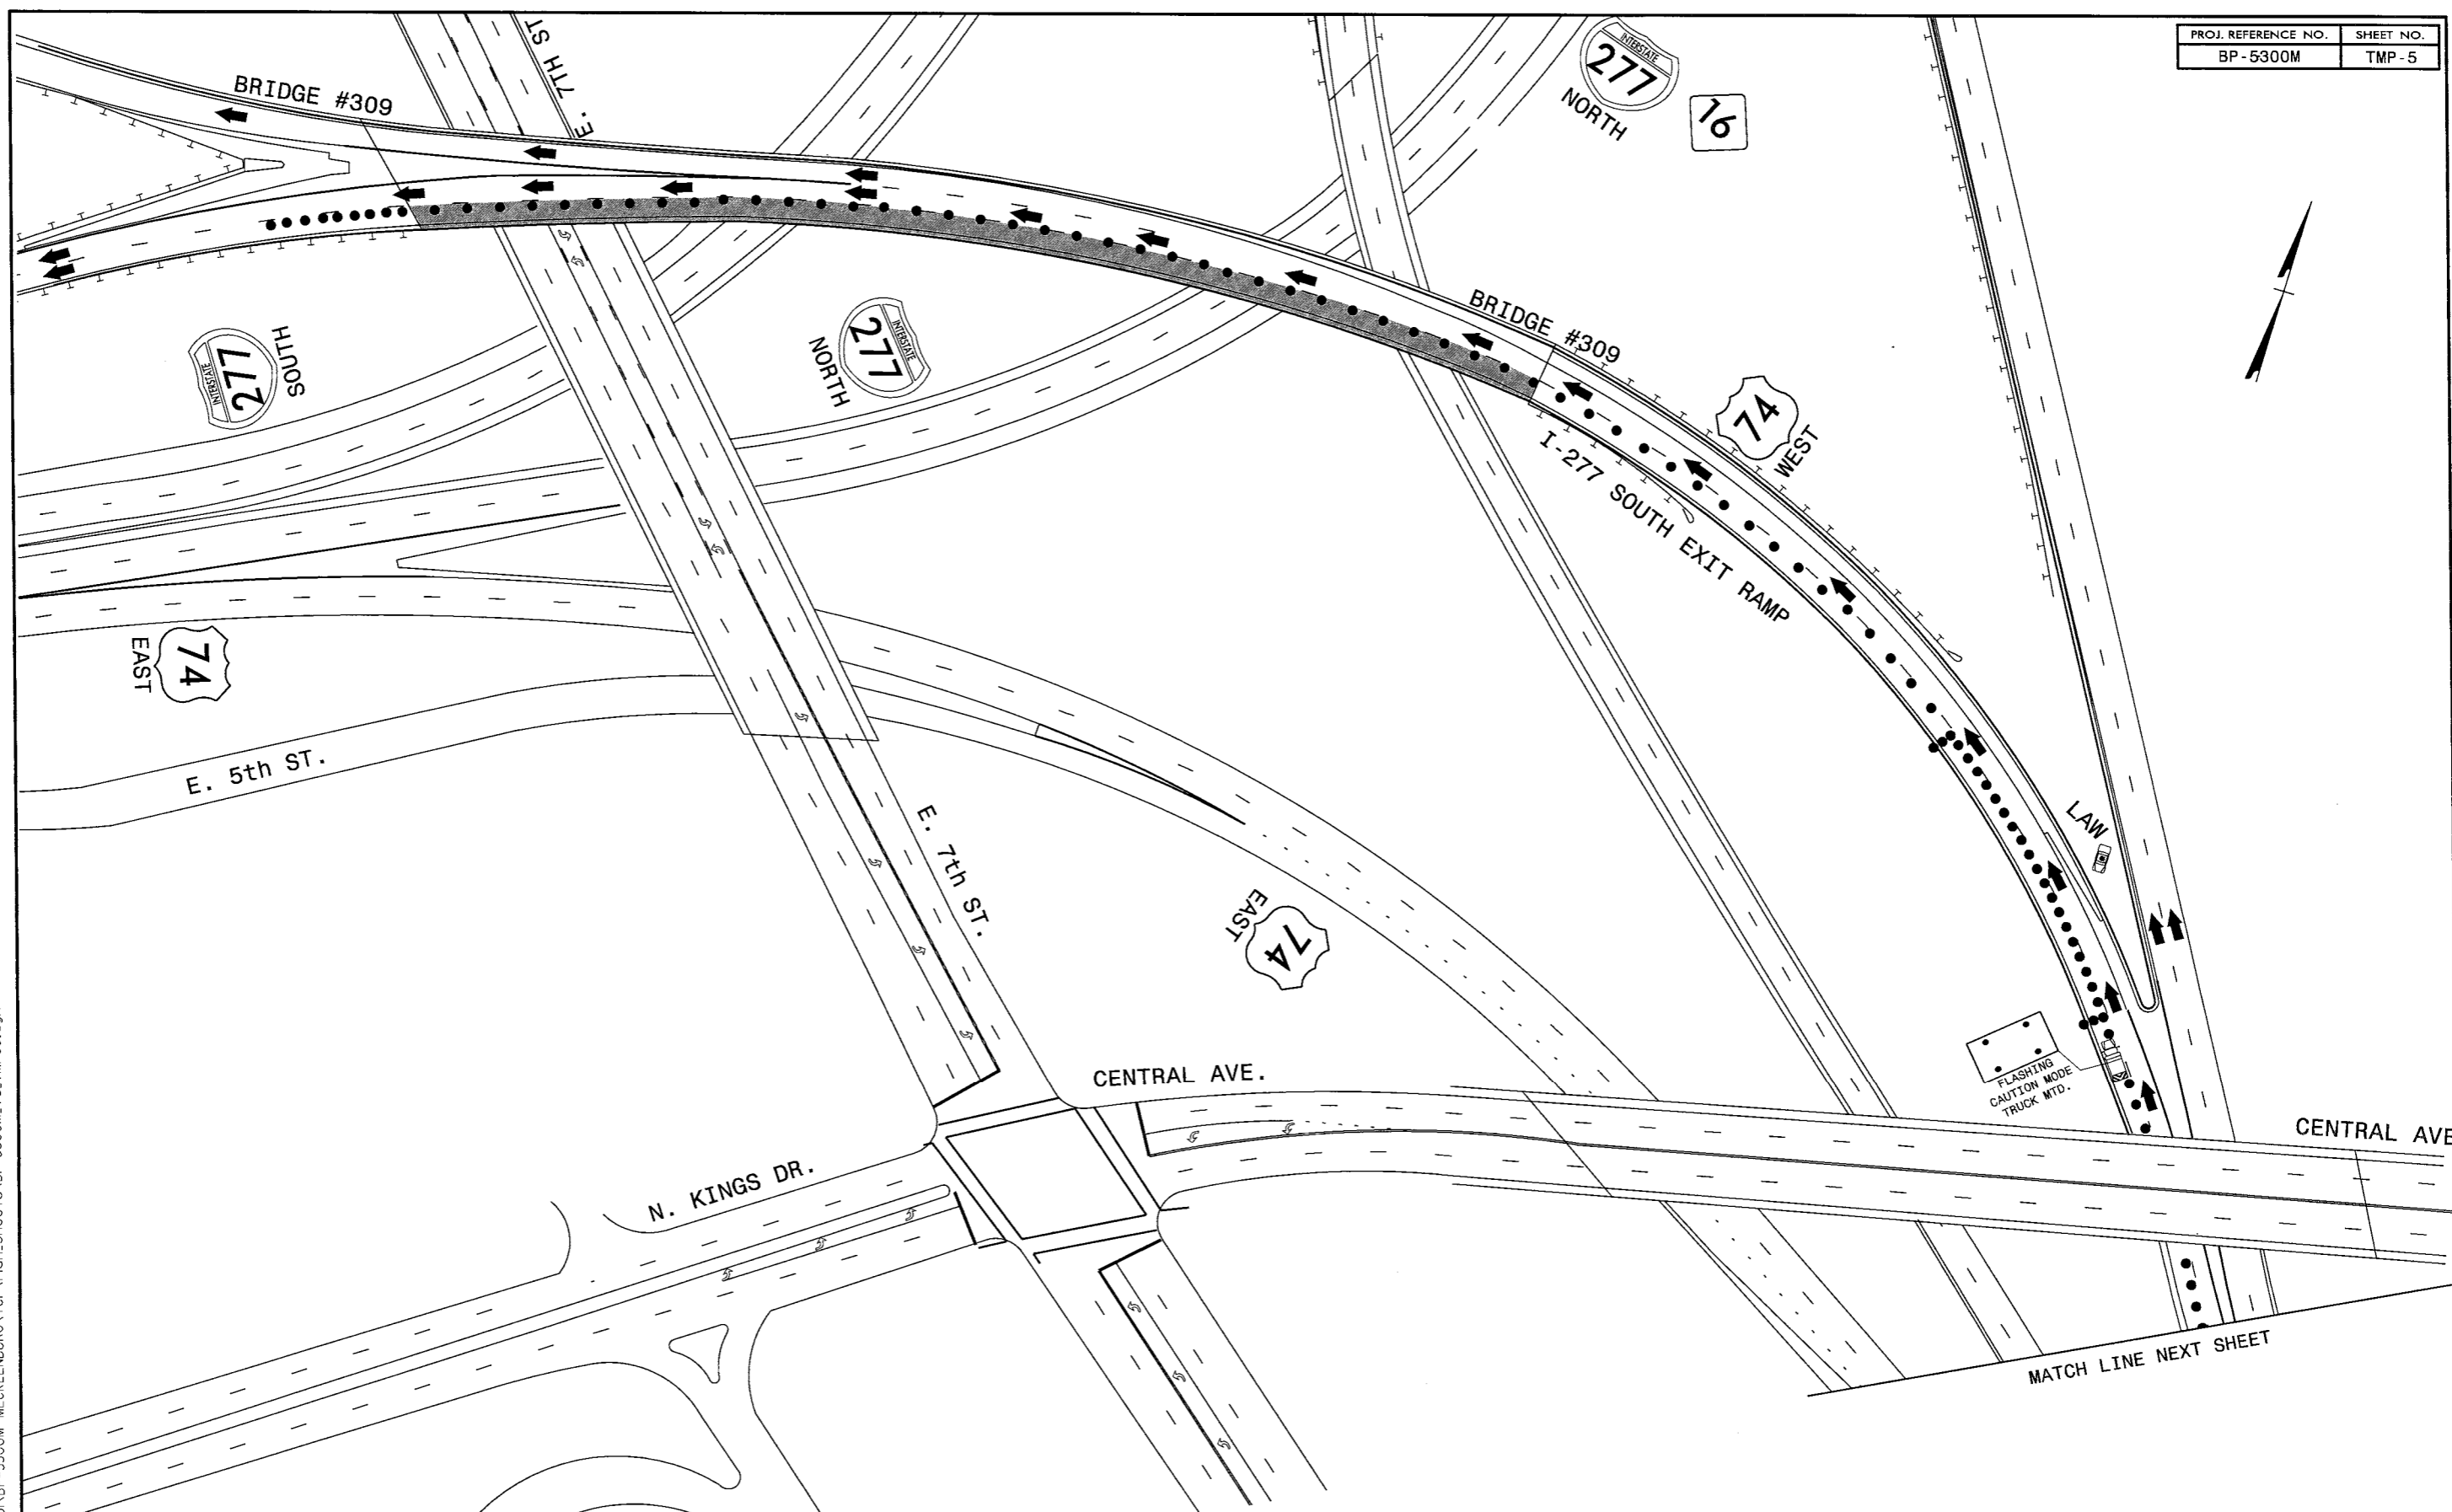 PROJ. REFERENCE NO. SHEET NO.
BP-5300M TMP-5
E. 7TH ST
BRIDGE #309
INTERSTATE
277
NORTH
16
BRIDGE #309
INTERSTATE
277
SOUTH
INTERSTATE
277
NORTH
74
WEST
I-277 SOUTH EXIT RAMP
74
EAST
E. 5th ST.
E. 7th ST.
LAW
74
EAST
FLASHING
CAUTION MODE
TRUCK MTD.
CENTRAL AVE.
CENTRAL AVE
N. KINGS DR.
MATCH LINE NEXT SHEET